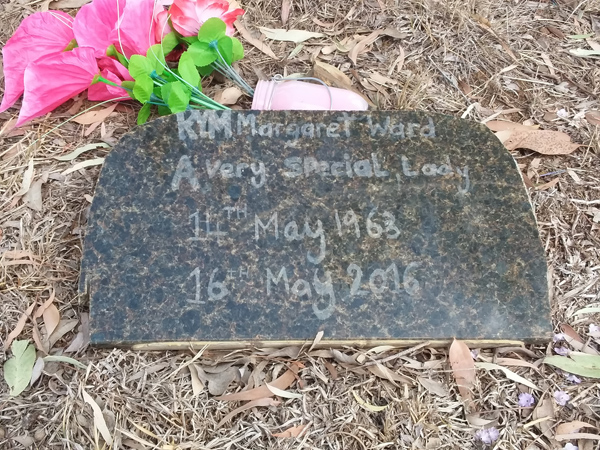 KYM Margaret Ward
A Very Special Lady
14TH May 1963
16TH May 2016